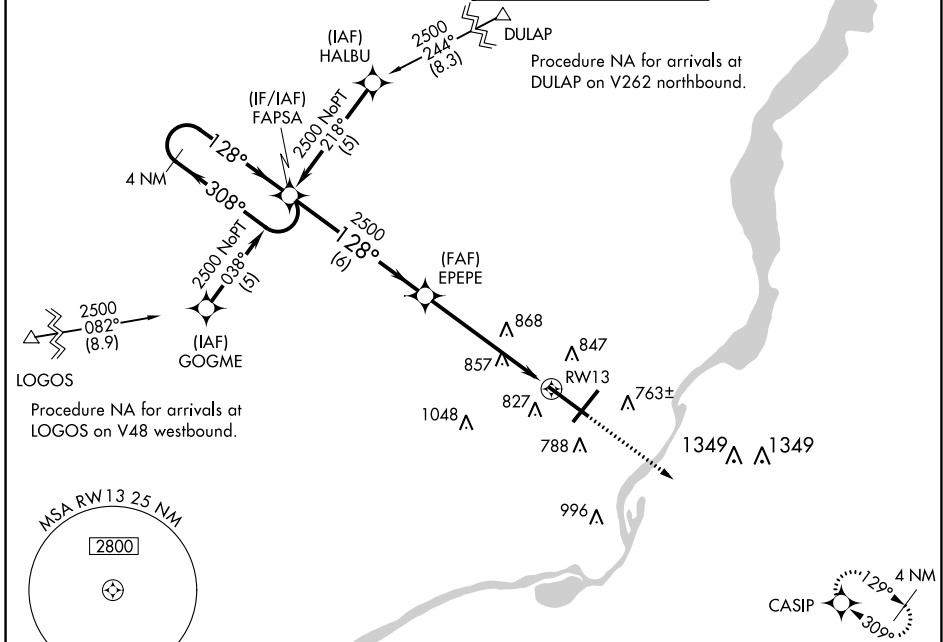 2500
244°
(8.3)
DULAP
(IAF)
HALBU
Procedure NA for arrivals at
DULAP on V262 northbound.
(IF/IAF)
FAPSA
2500 NoPT
218°
(5)
128°
4 NM
308°
2500 NoPT
038°
(5)
2500
128°
(6)
(FAF)
EPEPE
2500
082°
(8.9)
LOGOS
(IAF)
GOGME
868
857
847
RW13
763±
827
1048
788
1349
1349
996
Procedure NA for arrivals at
LOGOS on V48 westbound.
MSA RW13 25 NM
2800
CASIP
129°
4 NM
309°